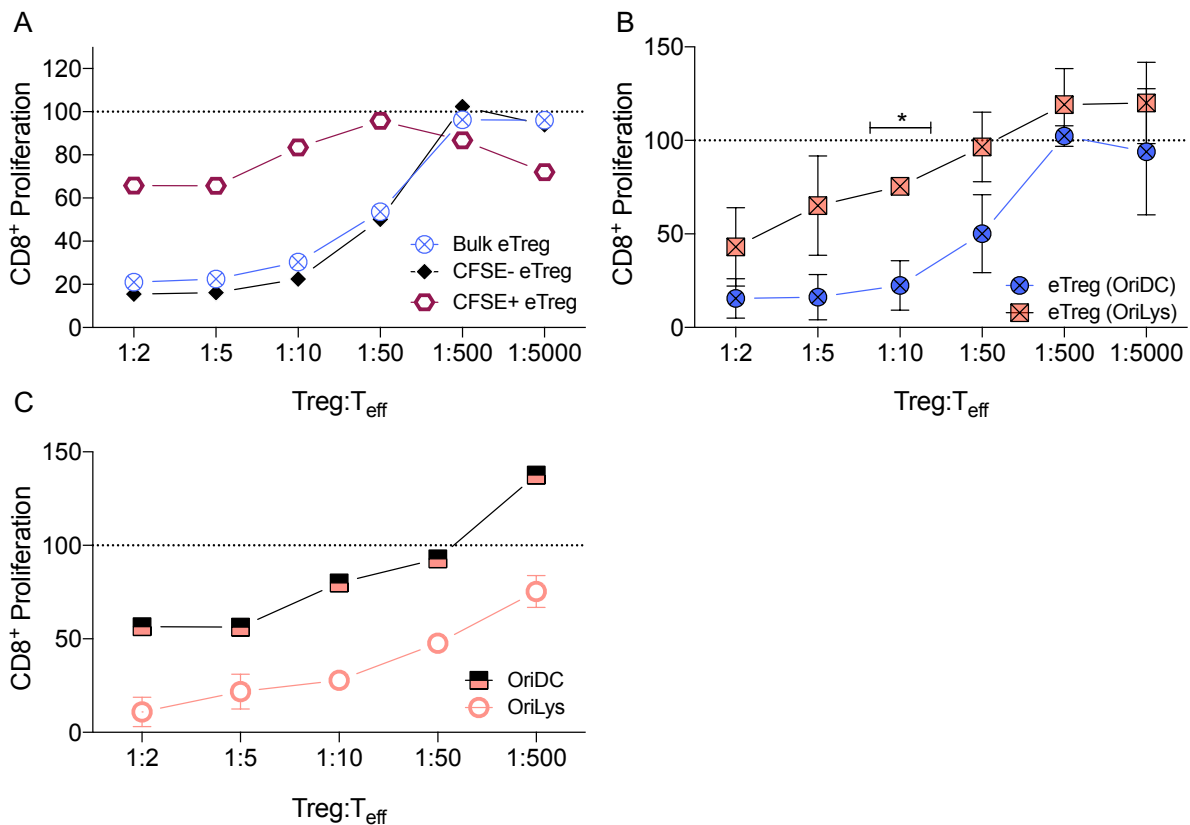 A
CD8+ Proliferation
120
100
80
60
40
20
0
Bulk eTreg
CFSE- eTreg
CFSE+ eTreg
1:2 1:5 1:10 1:50 1:500 1:5000
Treg:Teff
B
CD8+ Proliferation
150
100
50
0
*
eTreg (OriDC)
eTreg (OriLys)
1:2 1:5 1:10 1:50 1:500 1:5000
Treg:Teff
C
CD8+ Proliferation
150
100
50
0
OriDC
OriLys
1:2 1:5 1:10 1:50 1:500
Treg:Teff